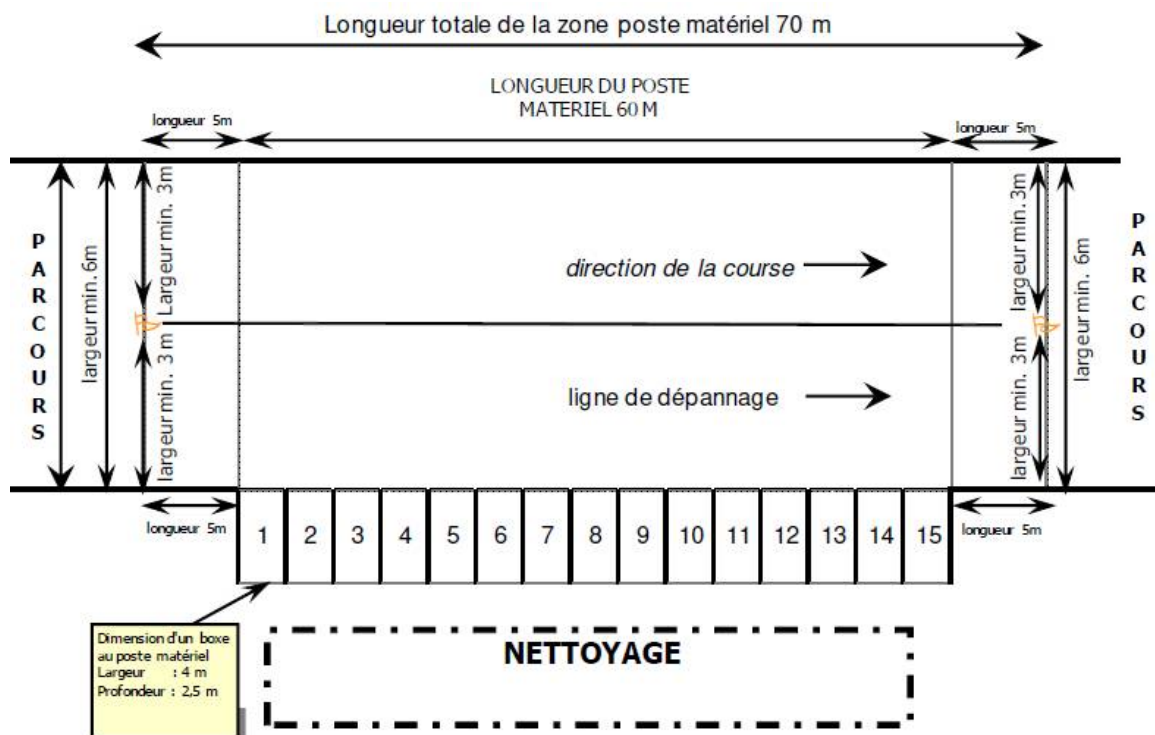 Longueur totale de la zone poste matériel 70 m
LONGUEUR DU POSTE
MATERIEL 60 M
longueur 5m
longueur 5m
PARCOURS
largeur min. 6m
Largeur min. 3m
largeur min. 3 m
direction de la course
ligne de dépannage
largeur min. 3m
largeur min. 3m
largeur min. 6m
PARCOURS
longueur 5m
1 2 3 4 5 6 7 8 9 10 11 12 13 14 15
longueur 5m
Dimension d'un boxe
au poste matériel
Largeur : 4 m
Profondeur : 2,5 m
NETTOYAGE